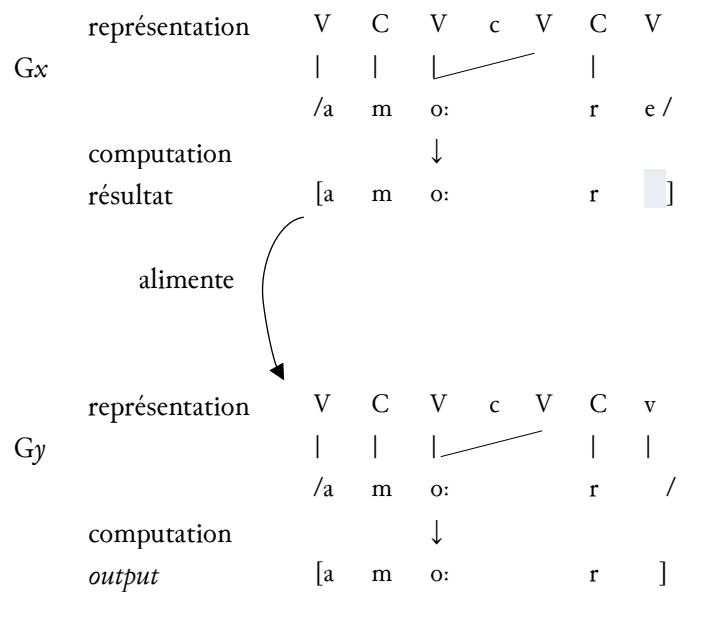 représentation V C V c V C V
Gx | | | |
/a m o: r e /
computation ↓
résultat [a m o: r ]
alimente
représentation V C V c V C v
Gy | | | | |
/a m o: r /
computation ↓
output [a m o: r ]